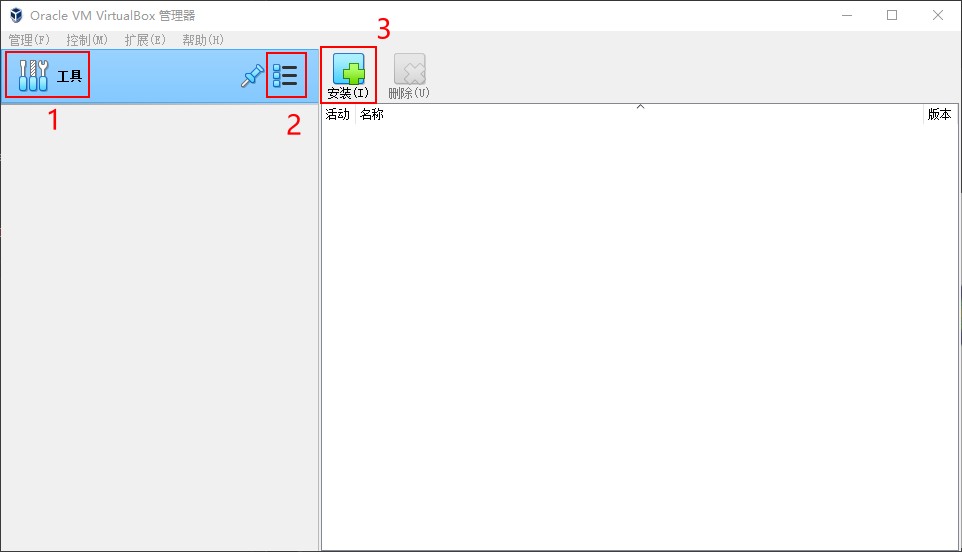 Oracle VM VirtualBox 管理器
管理(F) 控制(M) 扩展(E) 帮助(H)
3
工具
安装(I) 删除(U)
1
2
活动 名称 版本